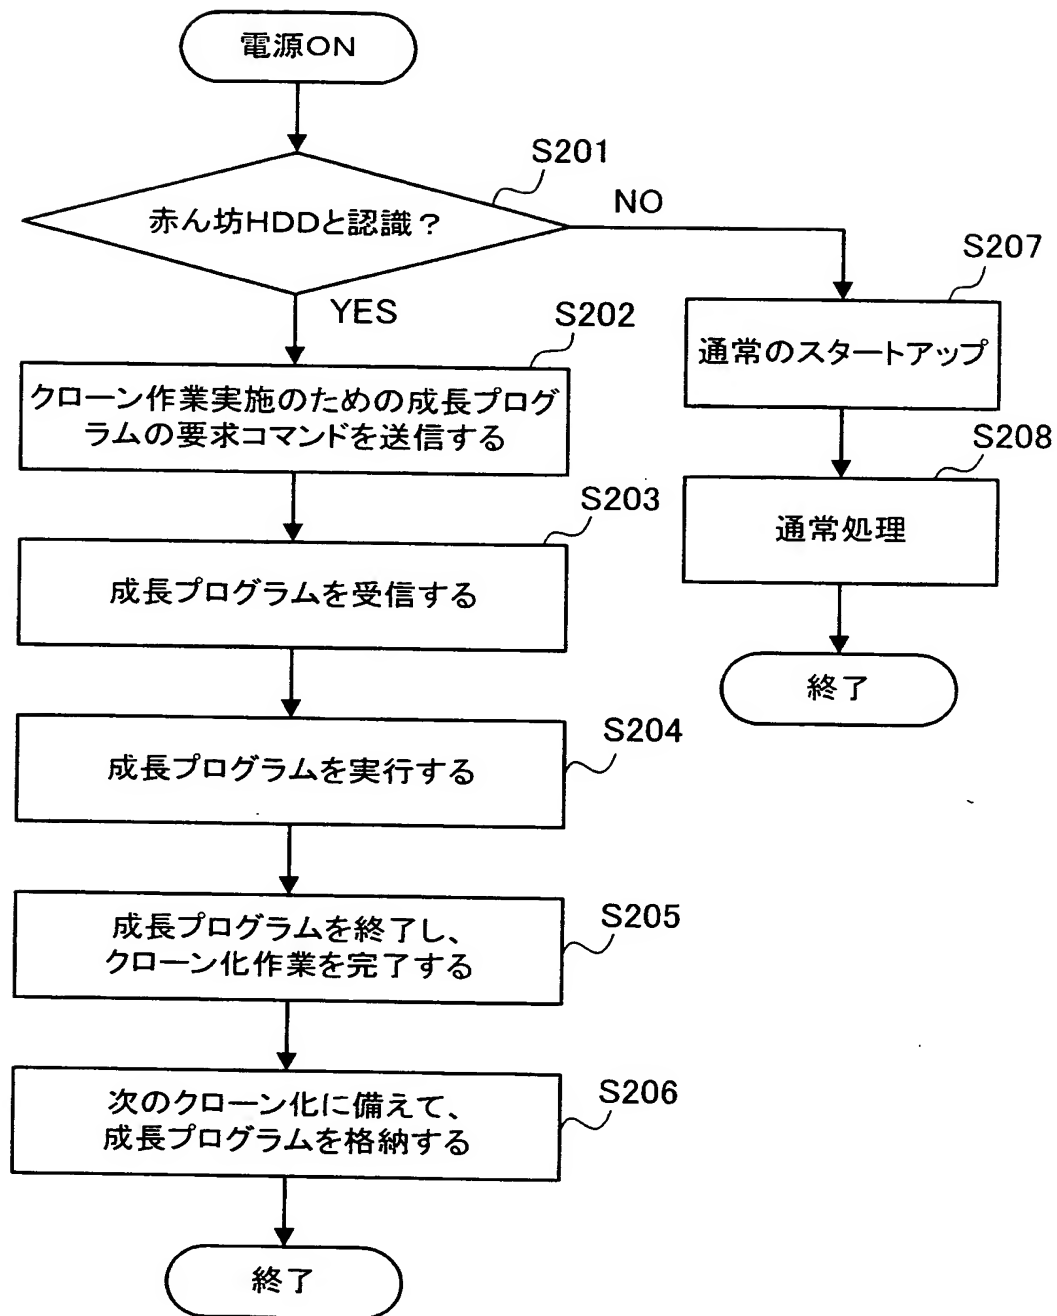 電源ON
S201
赤ん坊HDDと認識？
NO
YES
S207
通常のスタートアップ
S202
クローン作業実施のための成長プログ
ラムの要求コマンドを送信する
S208
通常処理
S203
成長プログラムを受信する
終了
S204
成長プログラムを実行する
S205
成長プログラムを終了し、
クローン化作業を完了する
S206
次のクローン化に備えて、
成長プログラムを格納する
終了